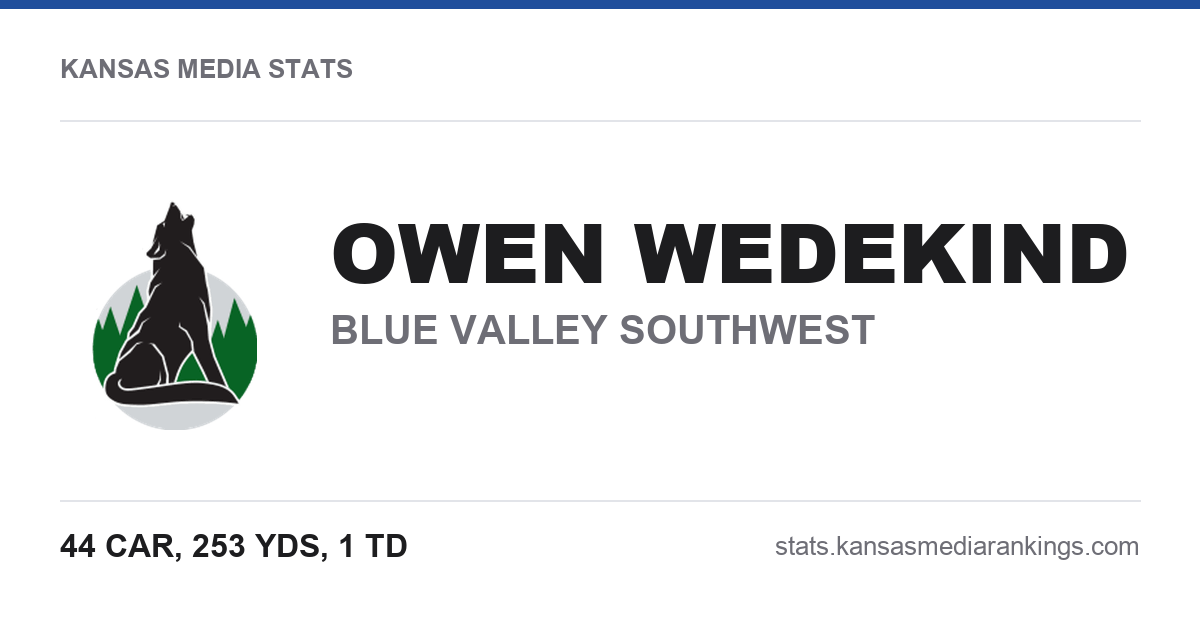 KANSAS MEDIA STATS
OWEN WEDEKIND
BLUE VALLEY SOUTHWEST
44 CAR, 253 YDS, 1 TD
stats.kansasmediarankings.com